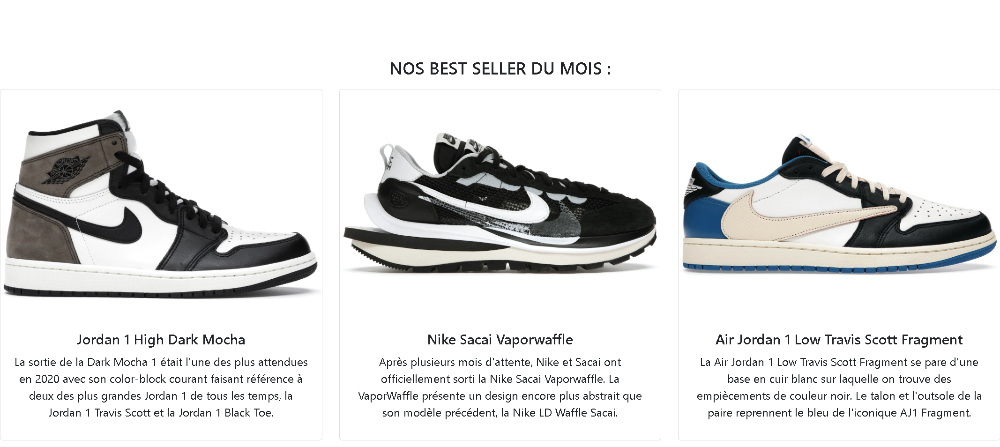 NOS BEST SELLER DU MOIS :
AIR JORDAN
Jordan 1 High Dark Mocha
La sortie de la Dark Mocha 1 était l'une des plus attendues
en 2020 avec son color-block courant faisant référence à
deux des plus grandes Jordan 1 de tous les temps, la
Jordan 1 Travis Scott et la Jordan 1 Black Toe.
Nike Sacai Vaporwaffle
Après plusieurs mois d'attente, Nike et Sacai ont
officiellement sorti la Nike Sacai Vaporwaffle. La
VaporWaffle présente un design encore plus abstrait que
son modèle précédent, la Nike LD Waffle Sacai.
Air Jordan 1 Low Travis Scott Fragment
La Air Jordan 1 Low Travis Scott Fragment se pare d'une
base en cuir blanc sur laquelle on trouve des
empiècements de couleur noir. Le talon et l'outsole de la
paire reprennent le bleu de l'iconique AJ1 Fragment.